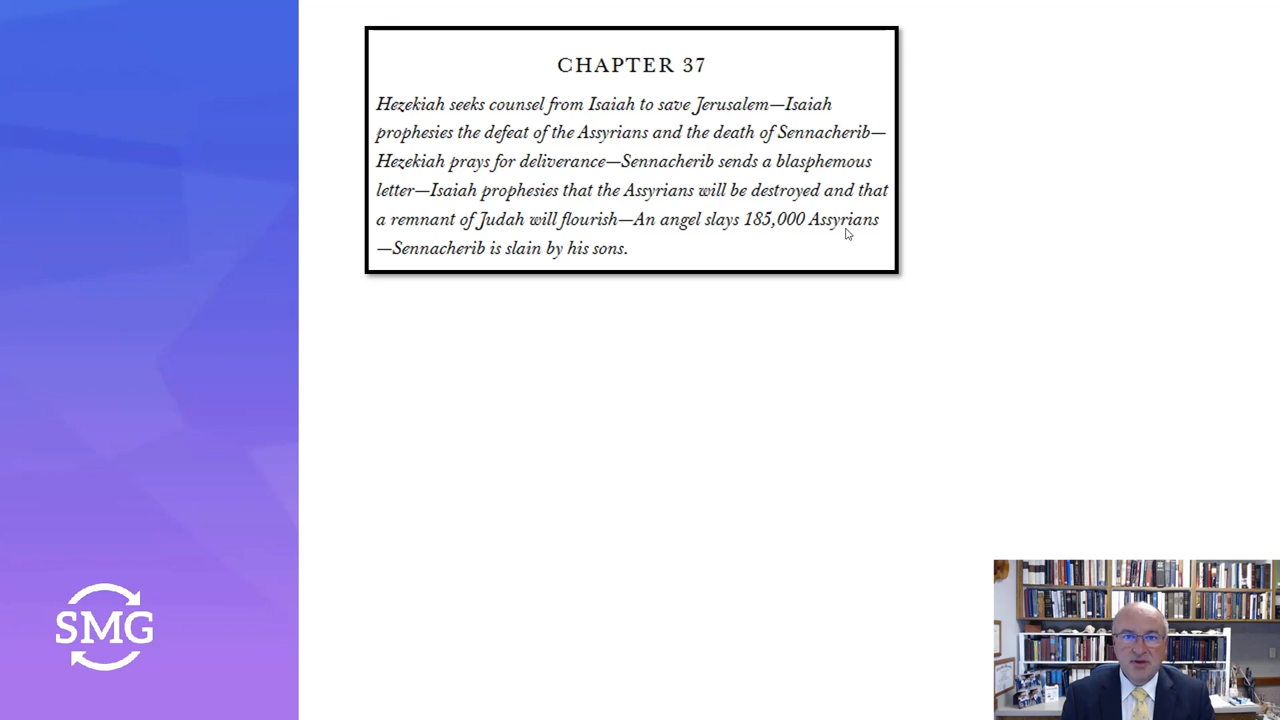 CHAPTER 37
Hezekiah seeks counsel from Isaiah to save Jerusalem—Isaiah
prophesies the defeat of the Assyrians and the death of Sennacherib—
Hezekiah prays for deliverance—Sennacherib sends a blasphemous
letter—Isaiah prophesies that the Assyrians will be destroyed and that
a remnant of Judah will flourish—An angel slays 185,000 Assyrians
—Sennacherib is slain by his sons.
SMG